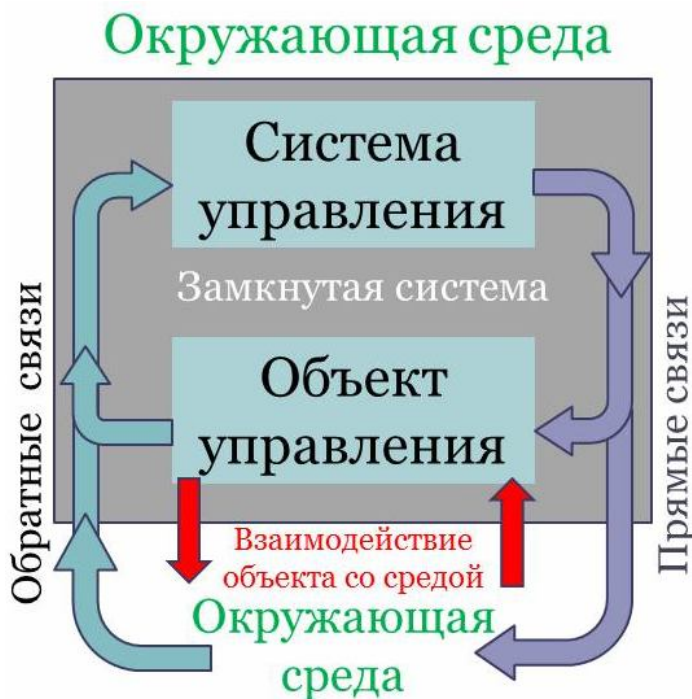 Окружающая среда
Система
управления
Замкнутая система
Обратные связи
Прямые связи
Объект
управления
Взаимодействие
объекта со средой
Окружающая
среда